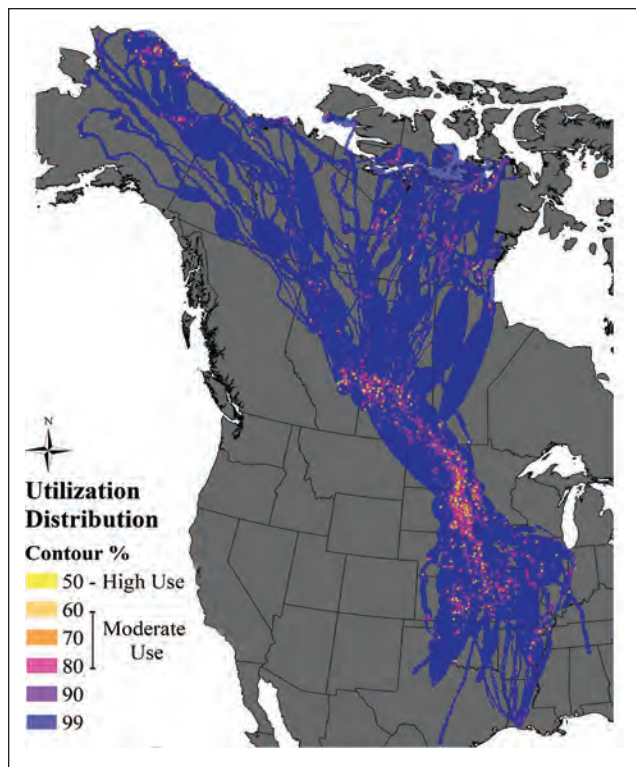 N
Utilization
Distribution
Contour %
50 - High Use
60
70
Moderate
Use
80
90
99